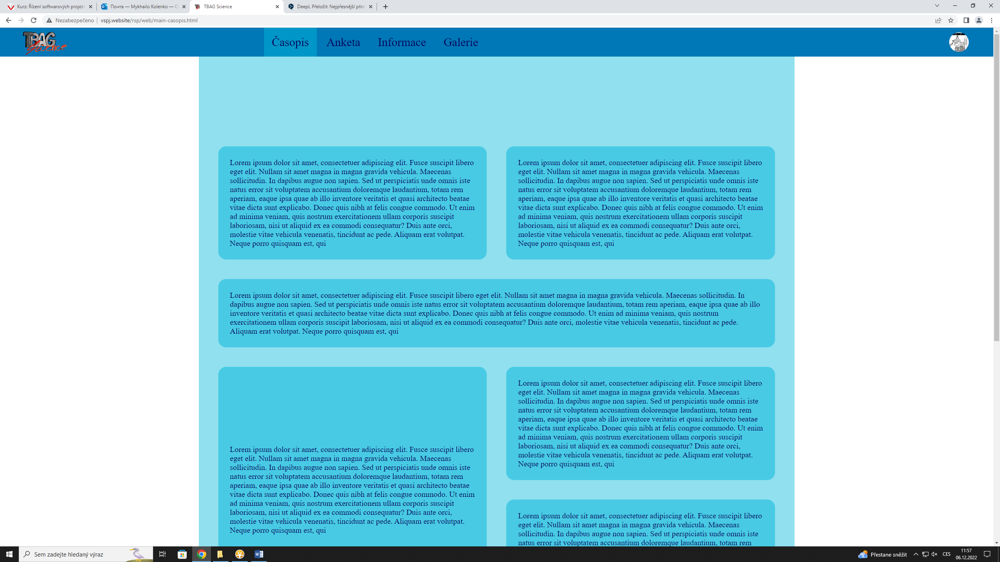 Kurz: Řízení softwarových projekt
Почта — Mykhailo Kolenko — O
TBAG Science
DeepL Přeložit: Nejpřesnější přek
Nezabezpečeno
vspj.website/rsp/web/main-casopis.html
TBAG
Science
Časopis
Anketa
Informace
Galerie
Lorem ipsum dolor sit amet, consectetuer adipiscing elit. Fusce suscipit libero
eget elit. Nullam sit amet magna in magna gravida vehicula. Maecenas
sollicitudin. In dapibus augue non sapien. Sed ut perspiciatis unde omnis iste
natus error sit voluptatem accusantium doloremque laudantium, totam rem
aperiam, eaque ipsa quae ab illo inventore veritatis et quasi architecto beatae
vitae dicta sunt explicabo. Donec quis nibh at felis congue commodo. Ut enim
ad minima veniam, quis nostrum exercitationem ullam corporis suscipit
laboriosam, nisi ut aliquid ex ea commodi consequatur? Duis ante orci,
molestie vitae vehicula venenatis, tincidunt ac pede. Aliquam erat volutpat.
Neque porro quisquam est, qui
Lorem ipsum dolor sit amet, consectetuer adipiscing elit. Fusce suscipit libero
eget elit. Nullam sit amet magna in magna gravida vehicula. Maecenas
sollicitudin. In dapibus augue non sapien. Sed ut perspiciatis unde omnis iste
natus error sit voluptatem accusantium doloremque laudantium, totam rem
aperiam, eaque ipsa quae ab illo inventore veritatis et quasi architecto beatae
vitae dicta sunt explicabo. Donec quis nibh at felis congue commodo. Ut enim
ad minima veniam, quis nostrum exercitationem ullam corporis suscipit
laboriosam, nisi ut aliquid ex ea commodi consequatur? Duis ante orci,
molestie vitae vehicula venenatis, tincidunt ac pede. Aliquam erat volutpat.
Neque porro quisquam est, qui
Lorem ipsum dolor sit amet, consectetuer adipiscing elit. Fusce suscipit libero eget elit. Nullam sit amet magna in magna gravida vehicula. Maecenas sollicitudin. In
dapibus augue non sapien. Sed ut perspiciatis unde omnis iste natus error sit voluptatem accusantium doloremque laudantium, totam rem aperiam, eaque ipsa quae ab illo
inventore veritatis et quasi architecto beatae vitae dicta sunt explicabo. Donec quis nibh at felis congue commodo. Ut enim ad minima veniam, quis nostrum
exercitationem ullam corporis suscipit laboriosam, nisi ut aliquid ex ea commodi consequatur? Duis ante orci, molestie vitae vehicula venenatis, tincidunt ac pede.
Aliquam erat volutpat. Neque porro quisquam est, qui
Lorem ipsum dolor sit amet, consectetuer adipiscing elit. Fusce suscipit libero
eget elit. Nullam sit amet magna in magna gravida vehicula. Maecenas
sollicitudin. In dapibus augue non sapien. Sed ut perspiciatis unde omnis iste
natus error sit voluptatem accusantium doloremque laudantium, totam rem
aperiam, eaque ipsa quae ab illo inventore veritatis et quasi architecto beatae
vitae dicta sunt explicabo. Donec quis nibh at felis congue commodo. Ut enim
ad minima veniam, quis nostrum exercitationem ullam corporis suscipit
laboriosam, nisi ut aliquid ex ea commodi consequatur? Duis ante orci,
molestie vitae vehicula venenatis, tincidunt ac pede. Aliquam erat volutpat.
Neque porro quisquam est, qui
Lorem ipsum dolor sit amet, consectetuer adipiscing elit. Fusce suscipit libero
eget elit. Nullam sit amet magna in magna gravida vehicula. Maecenas
sollicitudin. In dapibus augue non sapien. Sed ut perspiciatis unde omnis iste
natus error sit voluptatem accusantium doloremque laudantium, totam rem
aperiam, eaque ipsa quae ab illo inventore veritatis et quasi architecto beatae
vitae dicta sunt explicabo. Donec quis nibh at felis congue commodo. Ut enim
ad minima veniam, quis nostrum exercitationem ullam corporis suscipit
laboriosam, nisi ut aliquid ex ea commodi consequatur? Duis ante orci,
molestie vitae vehicula venenatis, tincidunt ac pede. Aliquam erat volutpat.
Neque porro quisquam est, qui
Lorem ipsum dolor sit amet, consectetuer adipiscing elit. Fusce suscipit libero
eget elit. Nullam sit amet magna in magna gravida vehicula. Maecenas
sollicitudin. In dapibus augue non sapien. Sed ut perspiciatis unde omnis iste
natus error sit voluptatem accusantium doloremque laudantium, totam rem
Sem zadejte hledaný výraz
Přestane sněžit
CES
11:57
06.12.2022